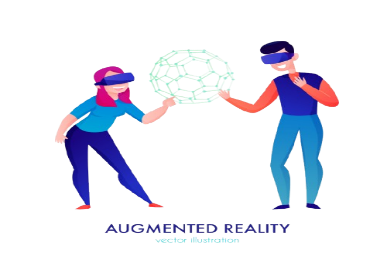 AUGMENTED REALITY
vector illustration